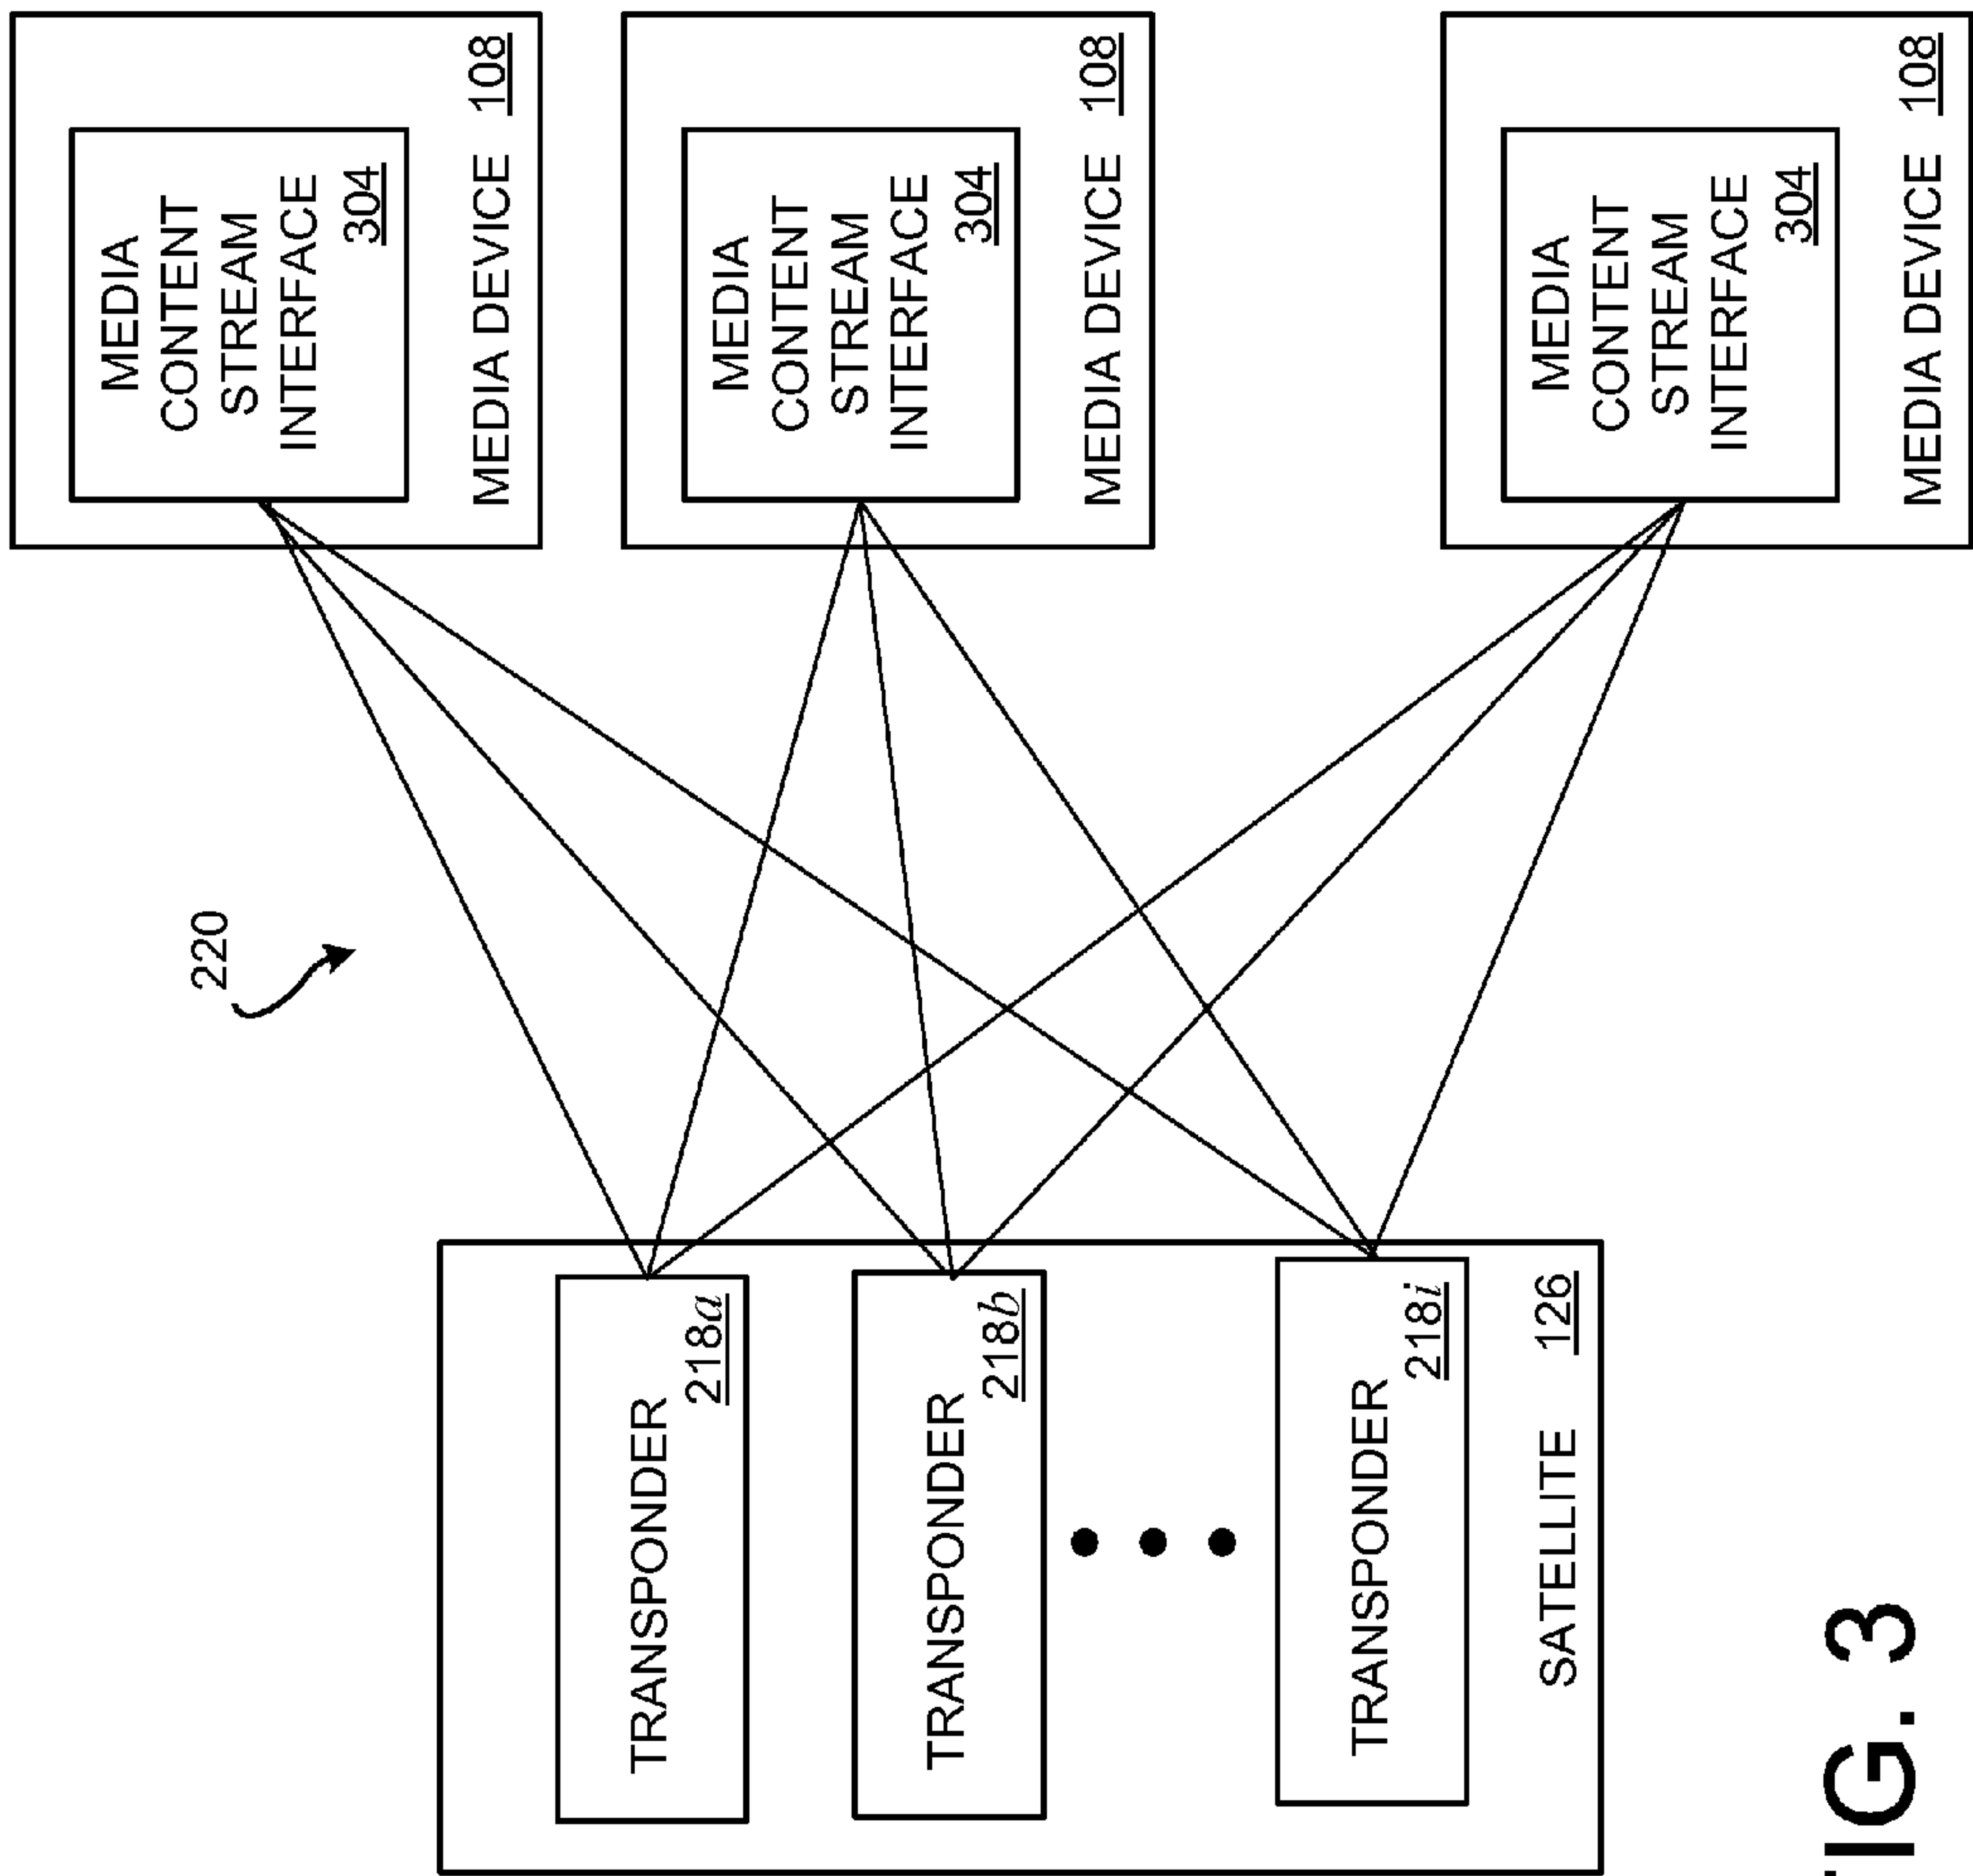 220
MEDIA
CONTENT
STREAM
INTERFACE
304
MEDIA DEVICE 108
MEDIA
CONTENT
STREAM
INTERFACE
304
MEDIA DEVICE 108
MEDIA
CONTENT
STREAM
INTERFACE
304
MEDIA DEVICE 108
TRANSPONDER
218a
TRANSPONDER
218b
TRANSPONDER
218i
SATELLITE 126
IG. 3